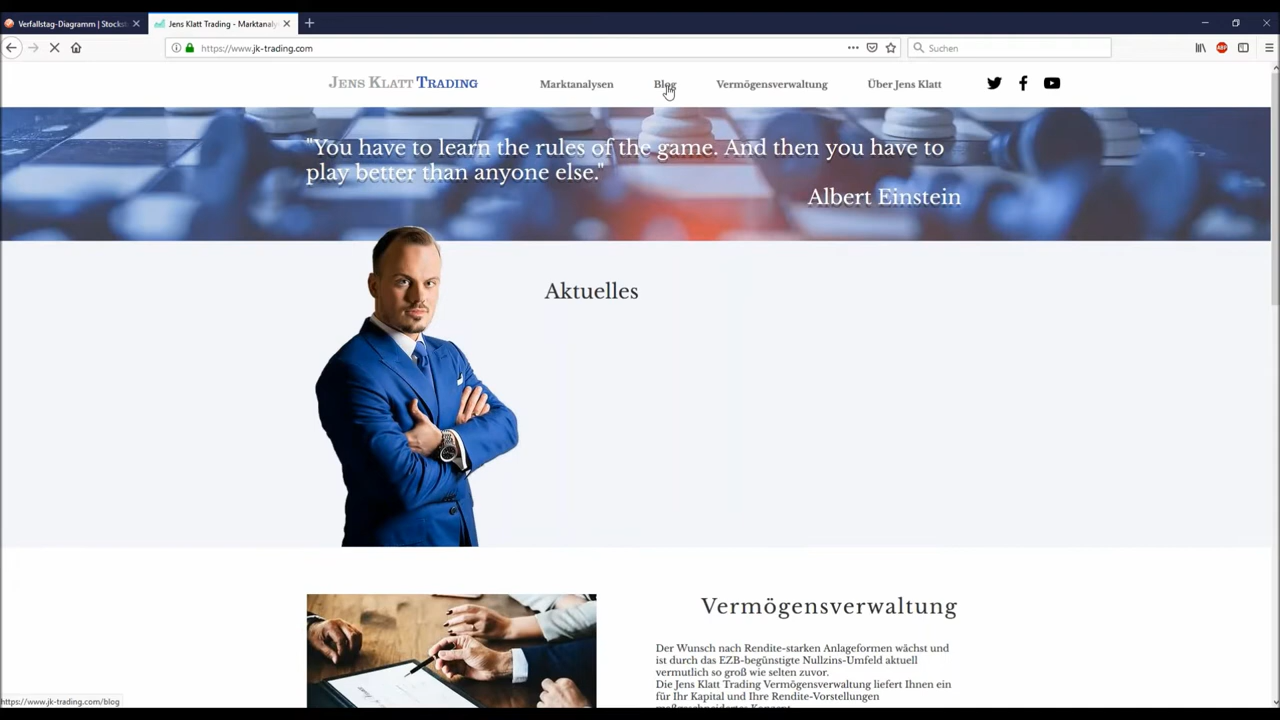 Verfallstag-Diagramm | Stocks
Jens Klatt Trading - Marktanaly
https://www.jk-trading.com
Suchen
ABP
JENS KLATT TRADING
Marktanalysen
Blog
Vermögensverwaltung
Über Jens Klatt
"You have to learn the rules of the game. And then you have to
play better than anyone else."
Albert Einstein
Aktuelles
Vermögensverwaltung
Der Wunsch nach Rendite-starken Anlageformen wächst und
ist durch das EZB-begünstigte Nullzins-Umfeld aktuell
vermutlich so groß wie selten zuvor.
Die Jens Klatt Trading Vermögensverwaltung liefert Ihnen ein
für Ihr Kapital und Ihre Rendite-Vorstellungen
maßgeschneidertes Konzept
https://www.jk-trading.com/blog